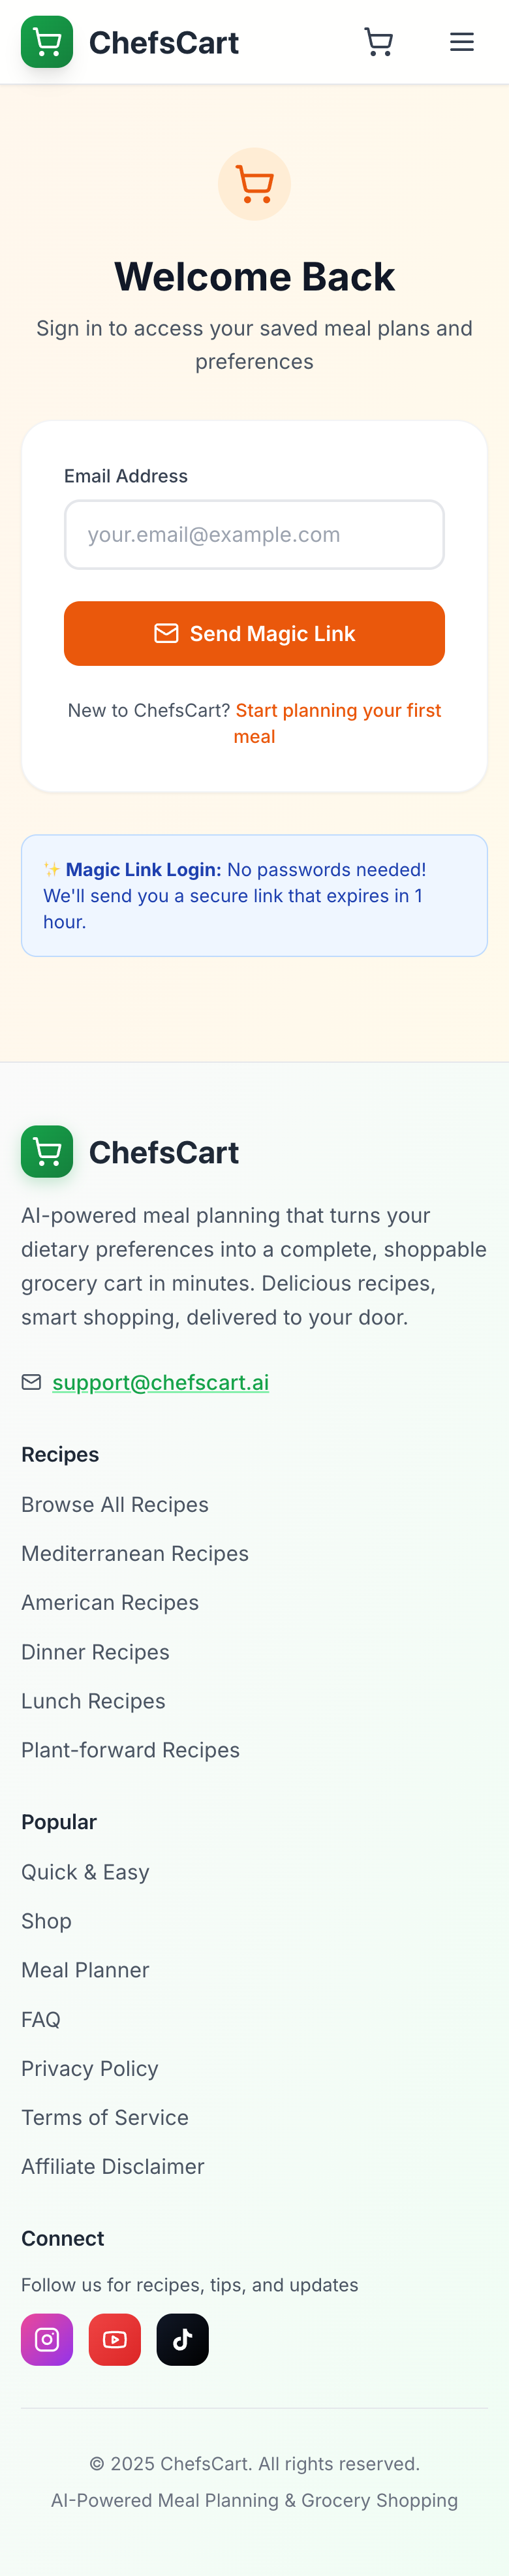 ChefsCart
Welcome Back
Sign in to access your saved meal plans and
preferences
Email Address
your.email@example.com
Send Magic Link
New to ChefsCart? Start planning your first
meal
✨ Magic Link Login: No passwords needed!
We'll send you a secure link that expires in 1
hour.
ChefsCart
AI-powered meal planning that turns your
dietary preferences into a complete, shoppable
grocery cart in minutes. Delicious recipes,
smart shopping, delivered to your door.
support@chefscart.ai
Recipes
Browse All Recipes
Mediterranean Recipes
American Recipes
Dinner Recipes
Lunch Recipes
Plant-forward Recipes
Popular
Quick & Easy
Shop
Meal Planner
FAQ
Privacy Policy
Terms of Service
Affiliate Disclaimer
Connect
Follow us for recipes, tips, and updates
© 2025 ChefsCart. All rights reserved.
AI-Powered Meal Planning & Grocery Shopping